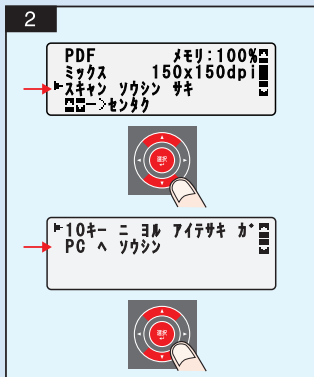 2
PDF メモリ:100%
ミックス 150x150dpi
スキャン ソウシン サキ
->センタク
選択
10キー ニ ヨル アイテサキ ガ
PC ヘ ソウシン
選択